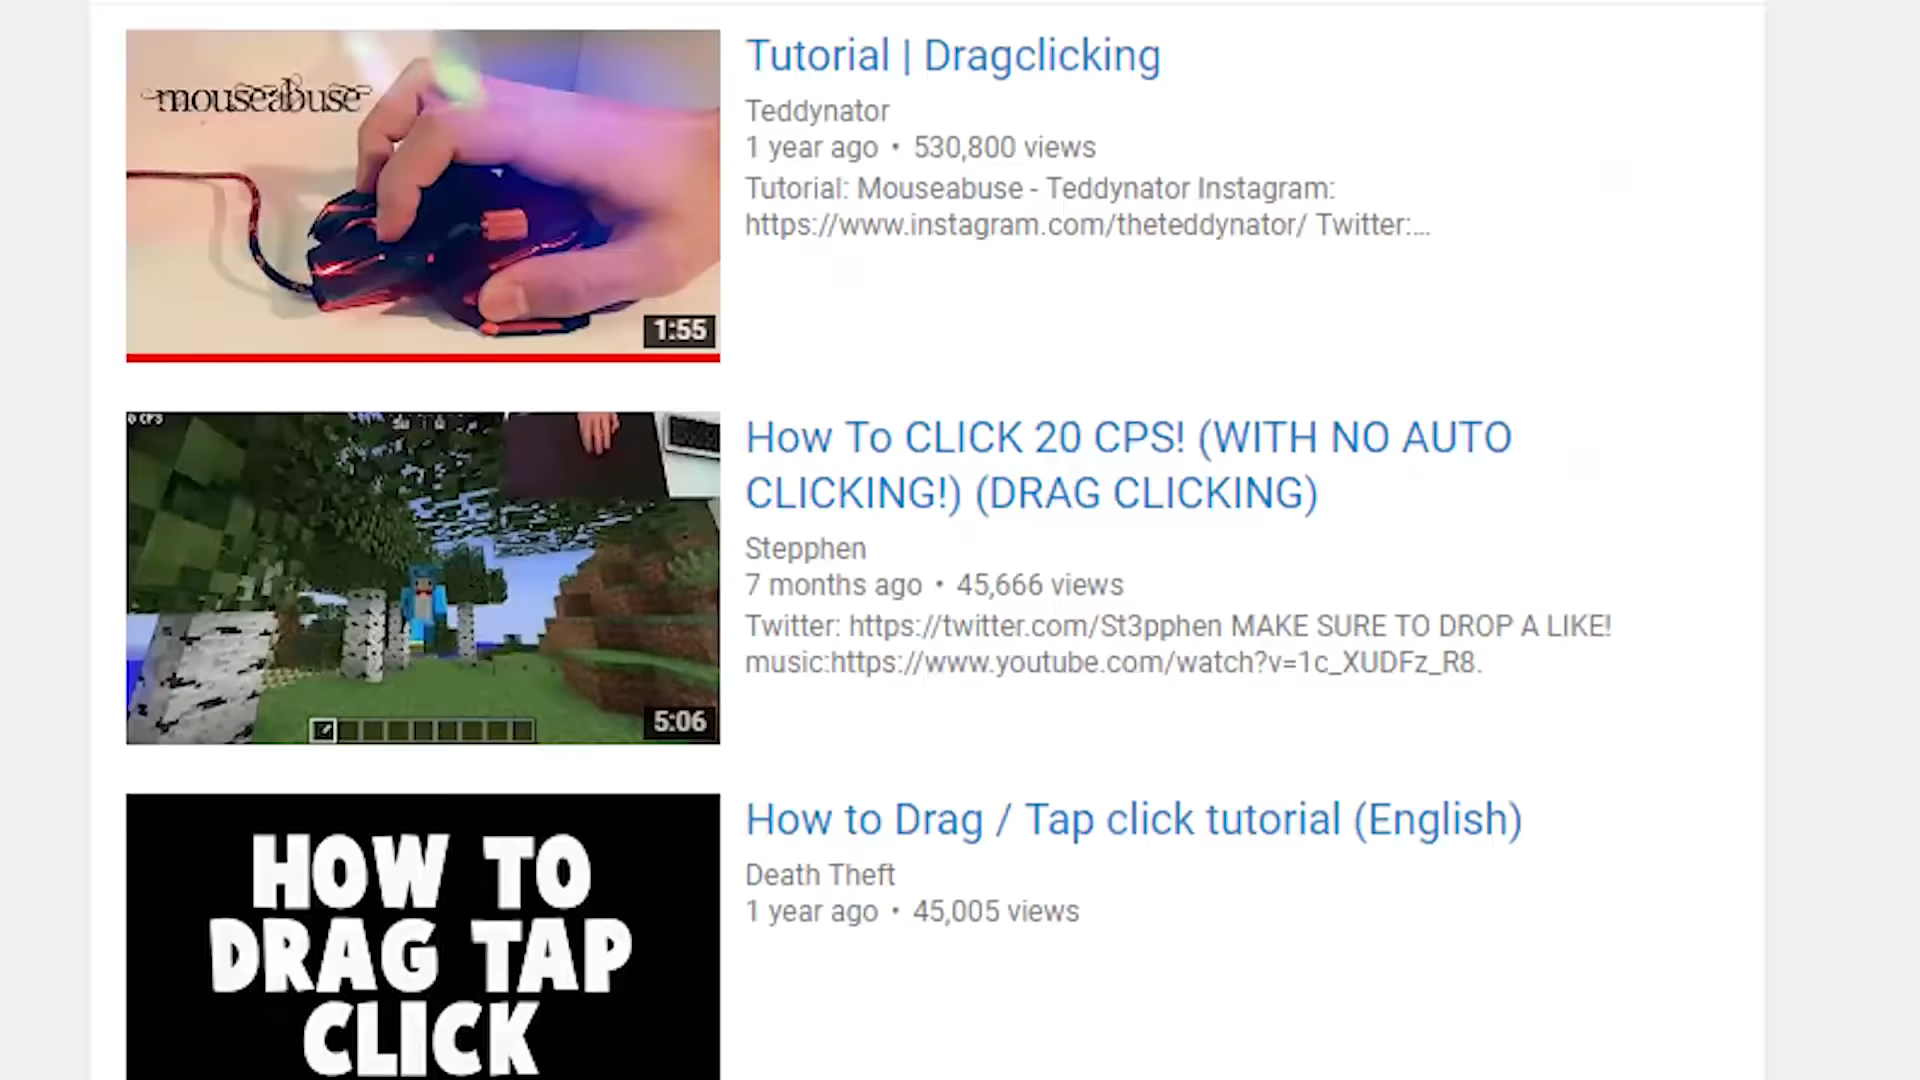 mouseabuse
1:55
Tutorial | Dragclicking
Teddynator
1 year ago • 530,800 views
Tutorial: Mouseabuse - Teddynator Instagram:
https://www.instagram.com/theteddynator/ Twitter:...
0 CPS
5:06
How To CLICK 20 CPS! (WITH NO AUTO
CLICKING!) (DRAG CLICKING)
Stepphen
7 months ago • 45,666 views
Twitter: https://twitter.com/St3pphen MAKE SURE TO DROP A LIKE!
music:https://www.youtube.com/watch?v=1c_XUDFz_R8.
HOW TO
DRAG TAP
CLICK
How to Drag / Tap click tutorial (English)
Death Theft
1 year ago • 45,005 views